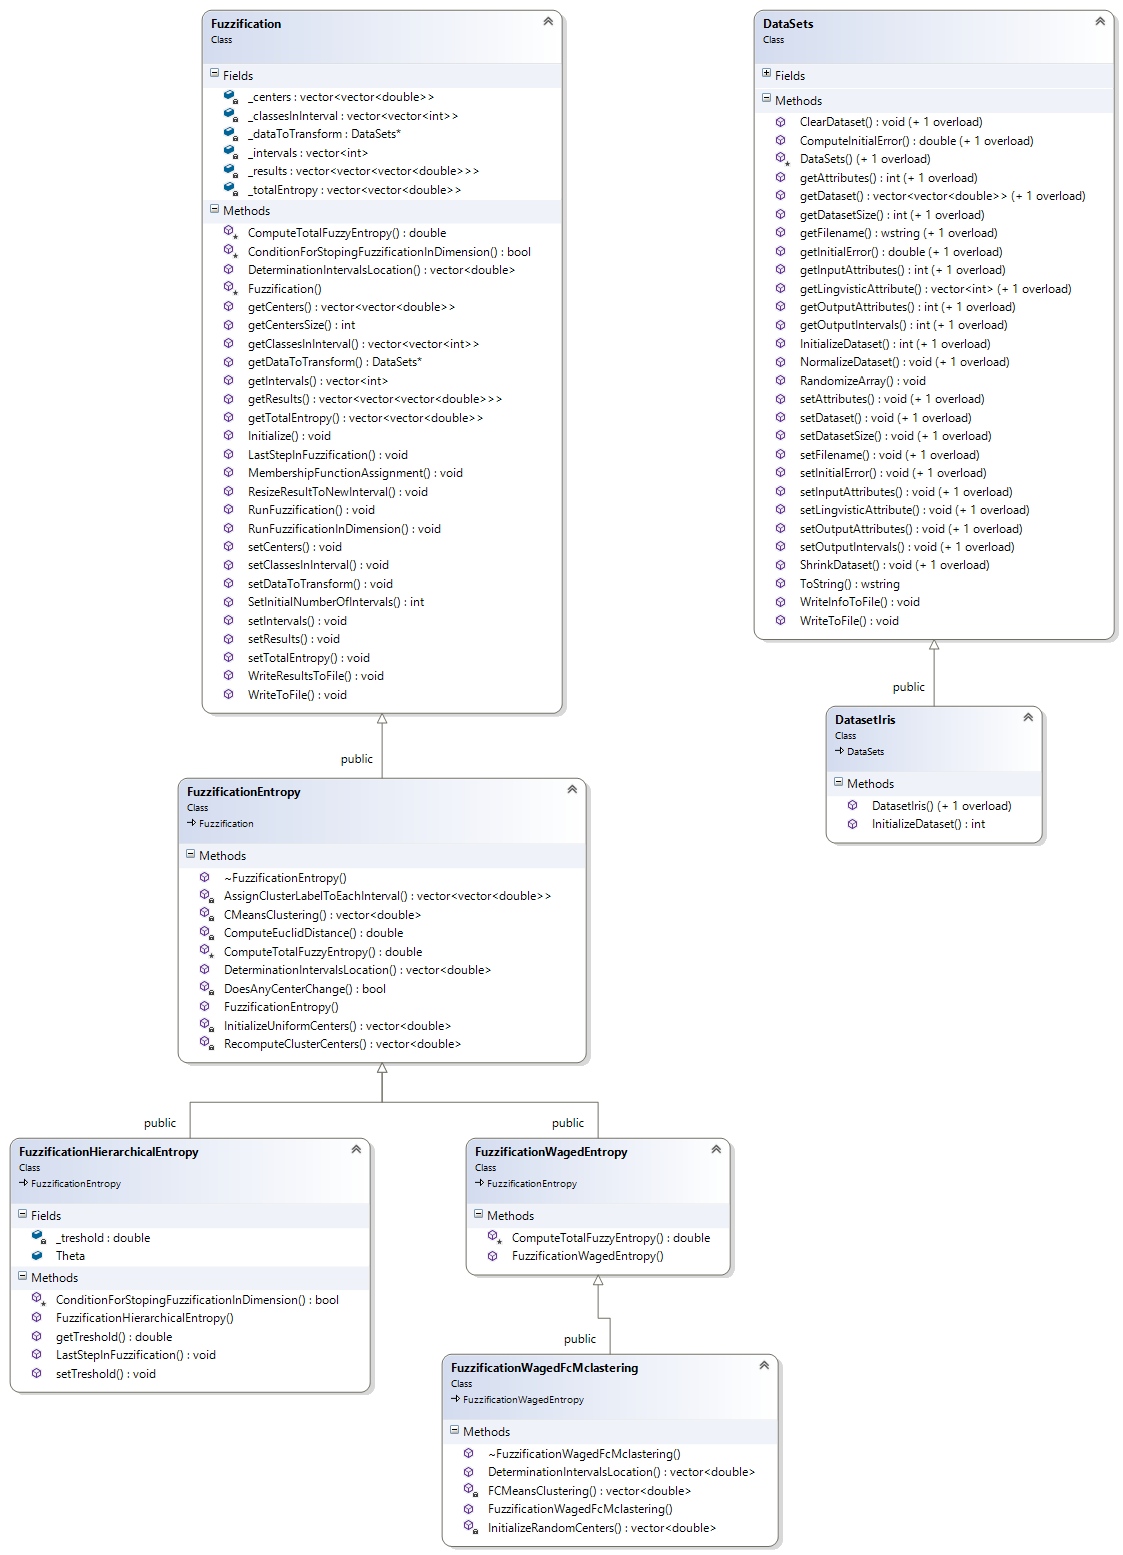 Fuzzification
Class
Fields
_centers : vector<vector<double>>
_classesInInterval : vector<vector<int>>
_dataToTransform : DataSets*
_intervals : vector<int>
_results : vector<vector<vector<double>>>
_totalEntropy : vector<vector<double>>
Methods
ComputeTotalFuzzyEntropy() : double
ConditionForStopingFuzzificationInDimension() : bool
DeterminationIntervalsLocation() : vector<double>
Fuzzification()
getCenters() : vector<vector<double>>
getCentersSize() : int
getClassesInInterval() : vector<vector<int>>
getDataToTransform() : DataSets*
getIntervals() : vector<int>
getResults() : vector<vector<vector<double>>>
getTotalEntropy() : vector<vector<double>>
Initialize() : void
LastStepInFuzzification() : void
MembershipFunctionAssignment() : void
ResizeResultToNewInterval() : void
RunFuzzification() : void
RunFuzzificationInDimension() : void
setCenters() : void
setClassesInInterval() : void
setDataToTransform() : void
SetInitialNumberOfIntervals() : int
setIntervals() : void
setResults() : void
setTotalEntropy() : void
WriteResultsToFile() : void
WriteToFile() : void
DataSets
Class
Fields
Methods
ClearDataset() : void (+ 1 overload)
ComputeInitialError() : double (+ 1 overload)
DataSets() (+ 1 overload)
getAttributes() : int (+ 1 overload)
getDataset() : vector<vector<double>> (+ 1 overload)
getDatasetSize() : int (+ 1 overload)
getFilename() : wstring (+ 1 overload)
getInitialError() : double (+ 1 overload)
getInputAttributes() : int (+ 1 overload)
getLingvisticAttribute() : vector<int> (+ 1 overload)
getOutputAttributes() : int (+ 1 overload)
getOutputIntervals() : int (+ 1 overload)
InitializeDataset() : int (+ 1 overload)
NormalizeDataset() : void (+ 1 overload)
RandomizeArray() : void
setAttributes() : void (+ 1 overload)
setDataset() : void (+ 1 overload)
setDatasetSize() : void (+ 1 overload)
setFilename() : void (+ 1 overload)
setInitialError() : void (+ 1 overload)
setInputAttributes() : void (+ 1 overload)
setLingvisticAttribute() : void (+ 1 overload)
setOutputAttributes() : void (+ 1 overload)
setOutputIntervals() : void (+ 1 overload)
ShrinkDataset() : void (+ 1 overload)
ToString() : wstring
WriteInfoToFile() : void
WriteToFile() : void
public
DatasetIris
Class
DataSets
Methods
DatasetIris() (+ 1 overload)
InitializeDataset() : int
public
FuzzificationEntropy
Class
Fuzzification
Methods
~FuzzificationEntropy()
AssignClusterLabelToEachInterval() : vector<vector<double>>
CMeansClustering() : vector<double>
ComputeEuclidDistance() : double
ComputeTotalFuzzyEntropy() : double
DeterminationIntervalsLocation() : vector<double>
DoesAnyCenterChange() : bool
FuzzificationEntropy()
InitializeUniformCenters() : vector<double>
RecomputeClusterCenters() : vector<double>
public
FuzzificationHierarchicalEntropy
Class
FuzzificationEntropy
Fields
_treshold : double
Theta
Methods
ConditionForStopingFuzzificationInDimension() : bool
FuzzificationHierarchicalEntropy()
getTreshold() : double
LastStepInFuzzification() : void
setTreshold() : void
public
FuzzificationWagedEntropy
Class
FuzzificationEntropy
Methods
ComputeTotalFuzzyEntropy() : double
FuzzificationWagedEntropy()
public
FuzzificationWagedFcMclastering
Class
FuzzificationWagedEntropy
Methods
~FuzzificationWagedFcMclastering()
DeterminationIntervalsLocation() : vector<double>
FCMeansClustering() : vector<double>
FuzzificationWagedFcMclastering()
InitializeRandomCenters() : vector<double>